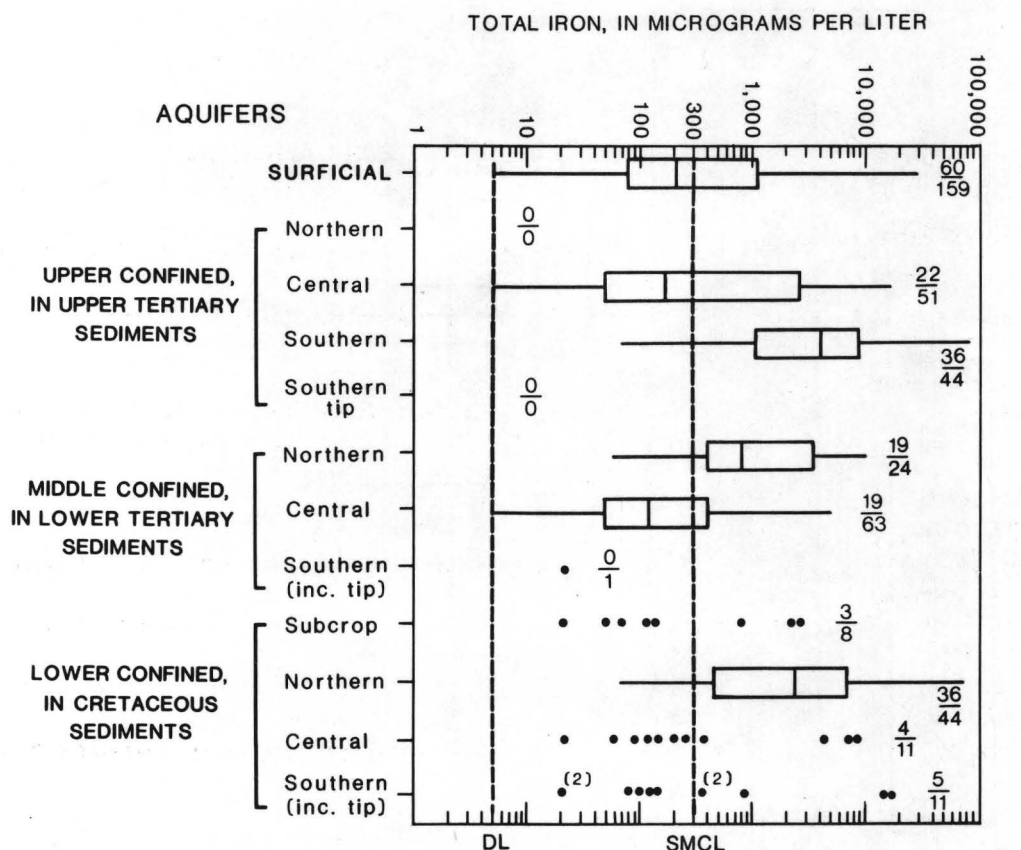 TOTAL IRON, IN MICROGRAMS PER LITER
AQUIFERS
1
10
100
300
1,000
10,000
100,000
SURFICIAL
60
159
UPPER CONFINED,
IN UPPER TERTIARY
SEDIMENTS
Northern
0
0
Central
22
51
Southern
36
44
Southern
tip
0
0
MIDDLE CONFINED,
IN LOWER TERTIARY
SEDIMENTS
Northern
19
24
Central
19
63
Southern
(inc. tip)
0
1
LOWER CONFINED,
IN CRETACEOUS
SEDIMENTS
Subcrop
3
8
Northern
36
44
Central
4
11
Southern
(inc. tip)
(2)
(2)
5
11
DL
SMCL